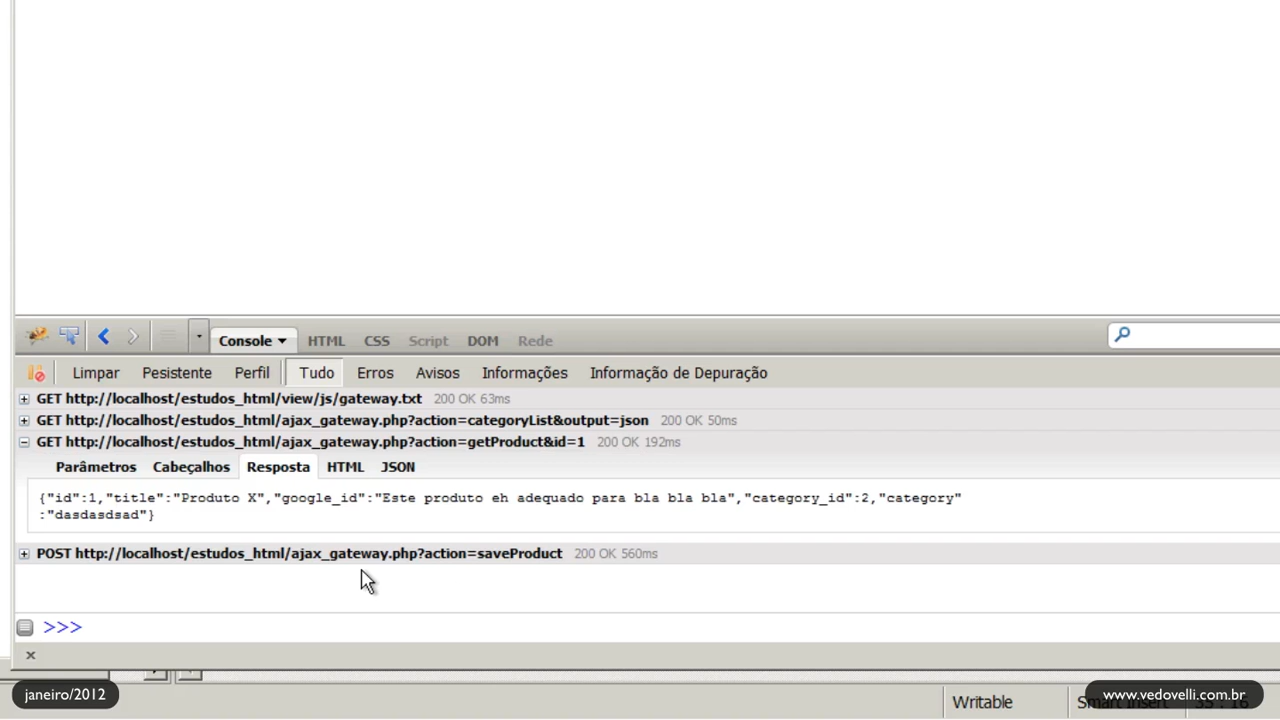 Console HTML CSS Script DOM Rede
Limpar Pesistente Perfil Tudo Erros Avisos Informações Informação de Depuração
GET http://localhost/estudos_html/view/js/gateway.txt 200 OK 63ms
GET http://localhost/estudos_html/ajax_gateway.php?action=categoryList&output=json 200 OK 50ms
GET http://localhost/estudos_html/ajax_gateway.php?action=getProduct&id=1 200 OK 192ms
Parâmetros Cabeçalhos Resposta HTML JSON
{"id":1,"title":"Produto X","google_id":"Este produto eh adequado para bla bla bla","category_id":2,"category"
:"dasdasdsad"}
POST http://localhost/estudos_html/ajax_gateway.php?action=saveProduct 200 OK 560ms
>>>
janeiro/2012 Writable Smart Insert www.vedovelli.com.br